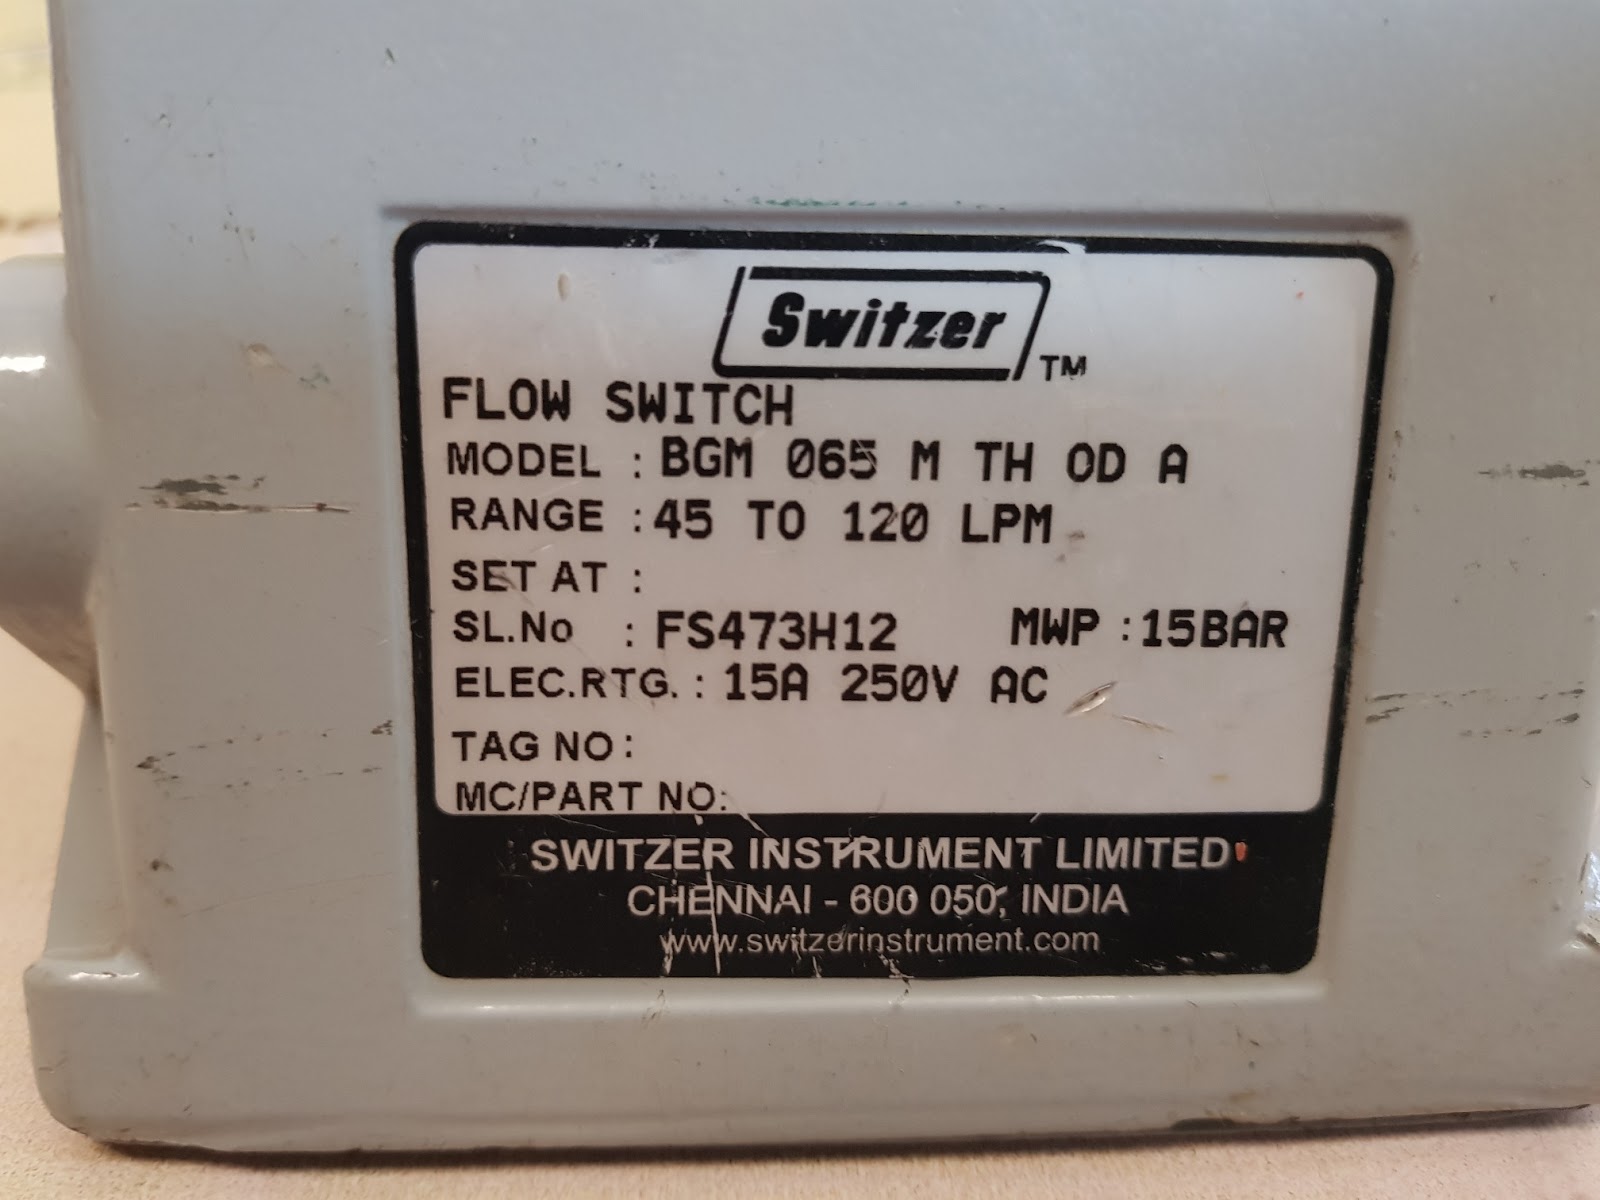 Switzer TM
FLOW SWITCH
MODEL : BGM 065 M TH OD A
RANGE : 45 TO 120 LPM
SET AT :
SL.No : FS473H12 MWP : 15BAR
ELEC.RTG. : 15A 250V AC
TAG NO :
MC/PART NO:
SWITZER INSTRUMENT LIMITED
CHENNAI - 600 050, INDIA
www.switzerinstrument.com